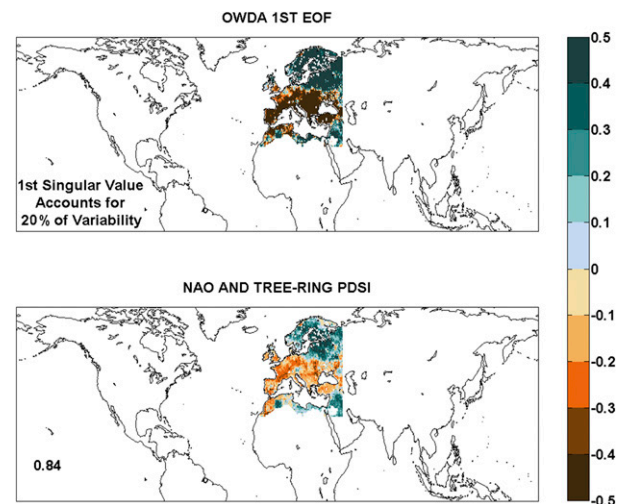 OWDA 1ST EOF
1st Singular Value
Accounts for
20% of Variability
NAO AND TREE-RING PDSI
0.84
0.5
0.4
0.3
0.2
0.1
0
-0.1
-0.2
-0.3
-0.4
-0.5